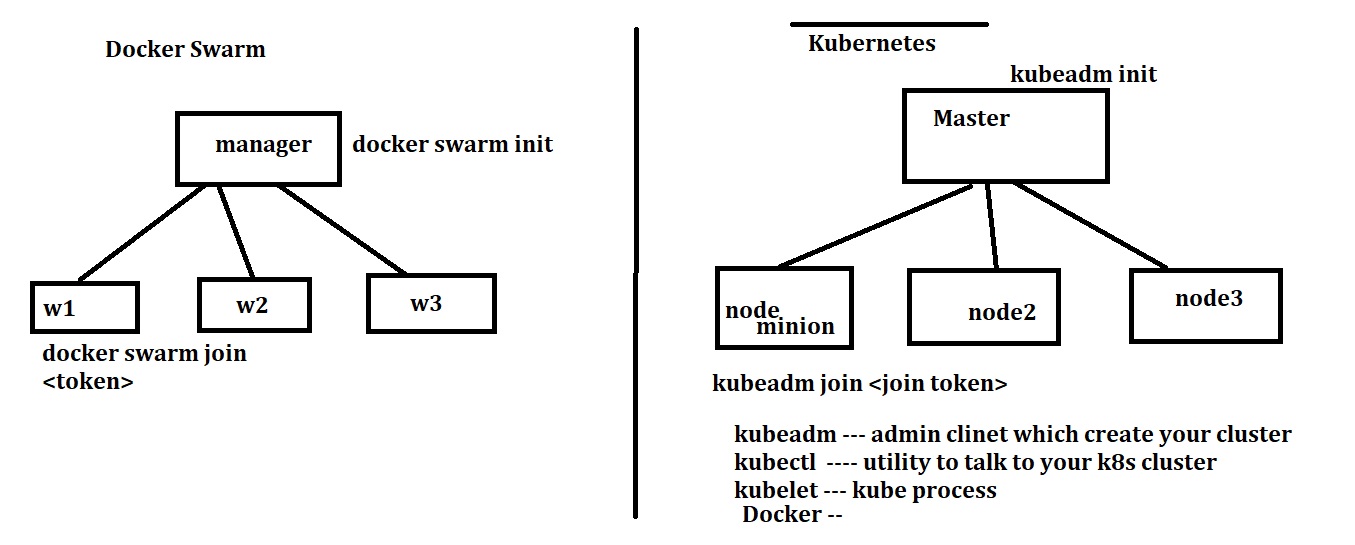 Docker Swarm
manager
docker swarm init
w1
w2
w3
docker swarm join
<token>
Kubernetes
kubeadm init
Master
node
minion
node2
node3
kubeadm join <join token>
kubeadm --- admin clinet which create your cluster
kubectl ---- utility to talk to your k8s cluster
kubelet --- kube process
Docker --